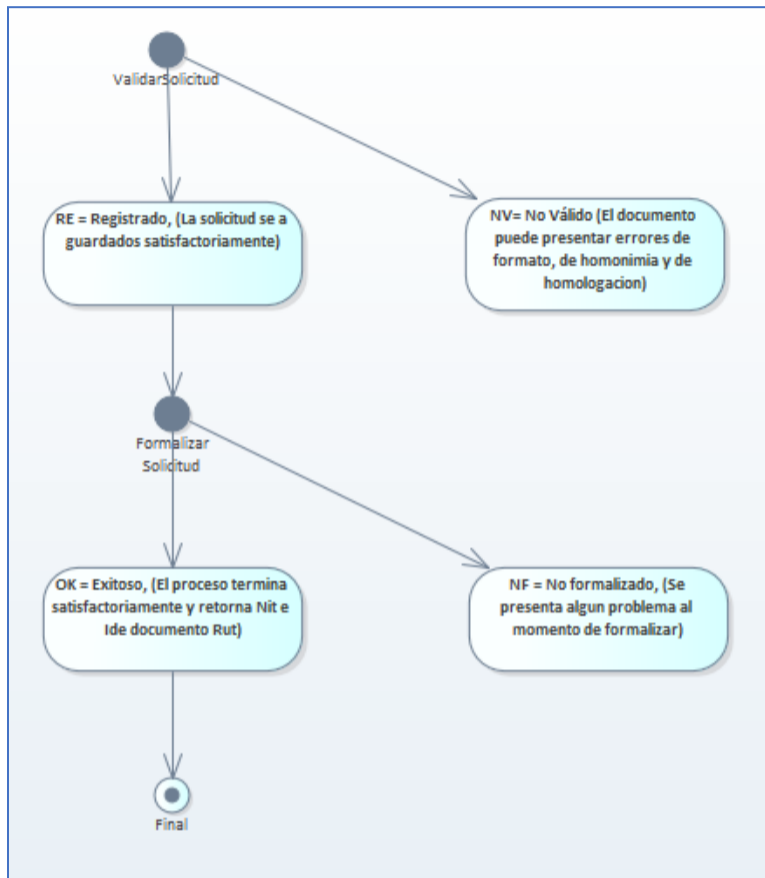 ValidarSolicitud
RE = Registrado, (La solicitud se a
guardados satisfactoriamente)
NV= No Válido (El documento
puede presentar errores de
formato, de homonimia y de
homologacion)
Formalizar
Solicitud
OK = Exitoso, (El proceso termina
satisfactoriamente y retorna Nit e
Ide documento Rut)
NF = No formalizado, (Se
presenta algun problema al
momento de formalizar)
Final